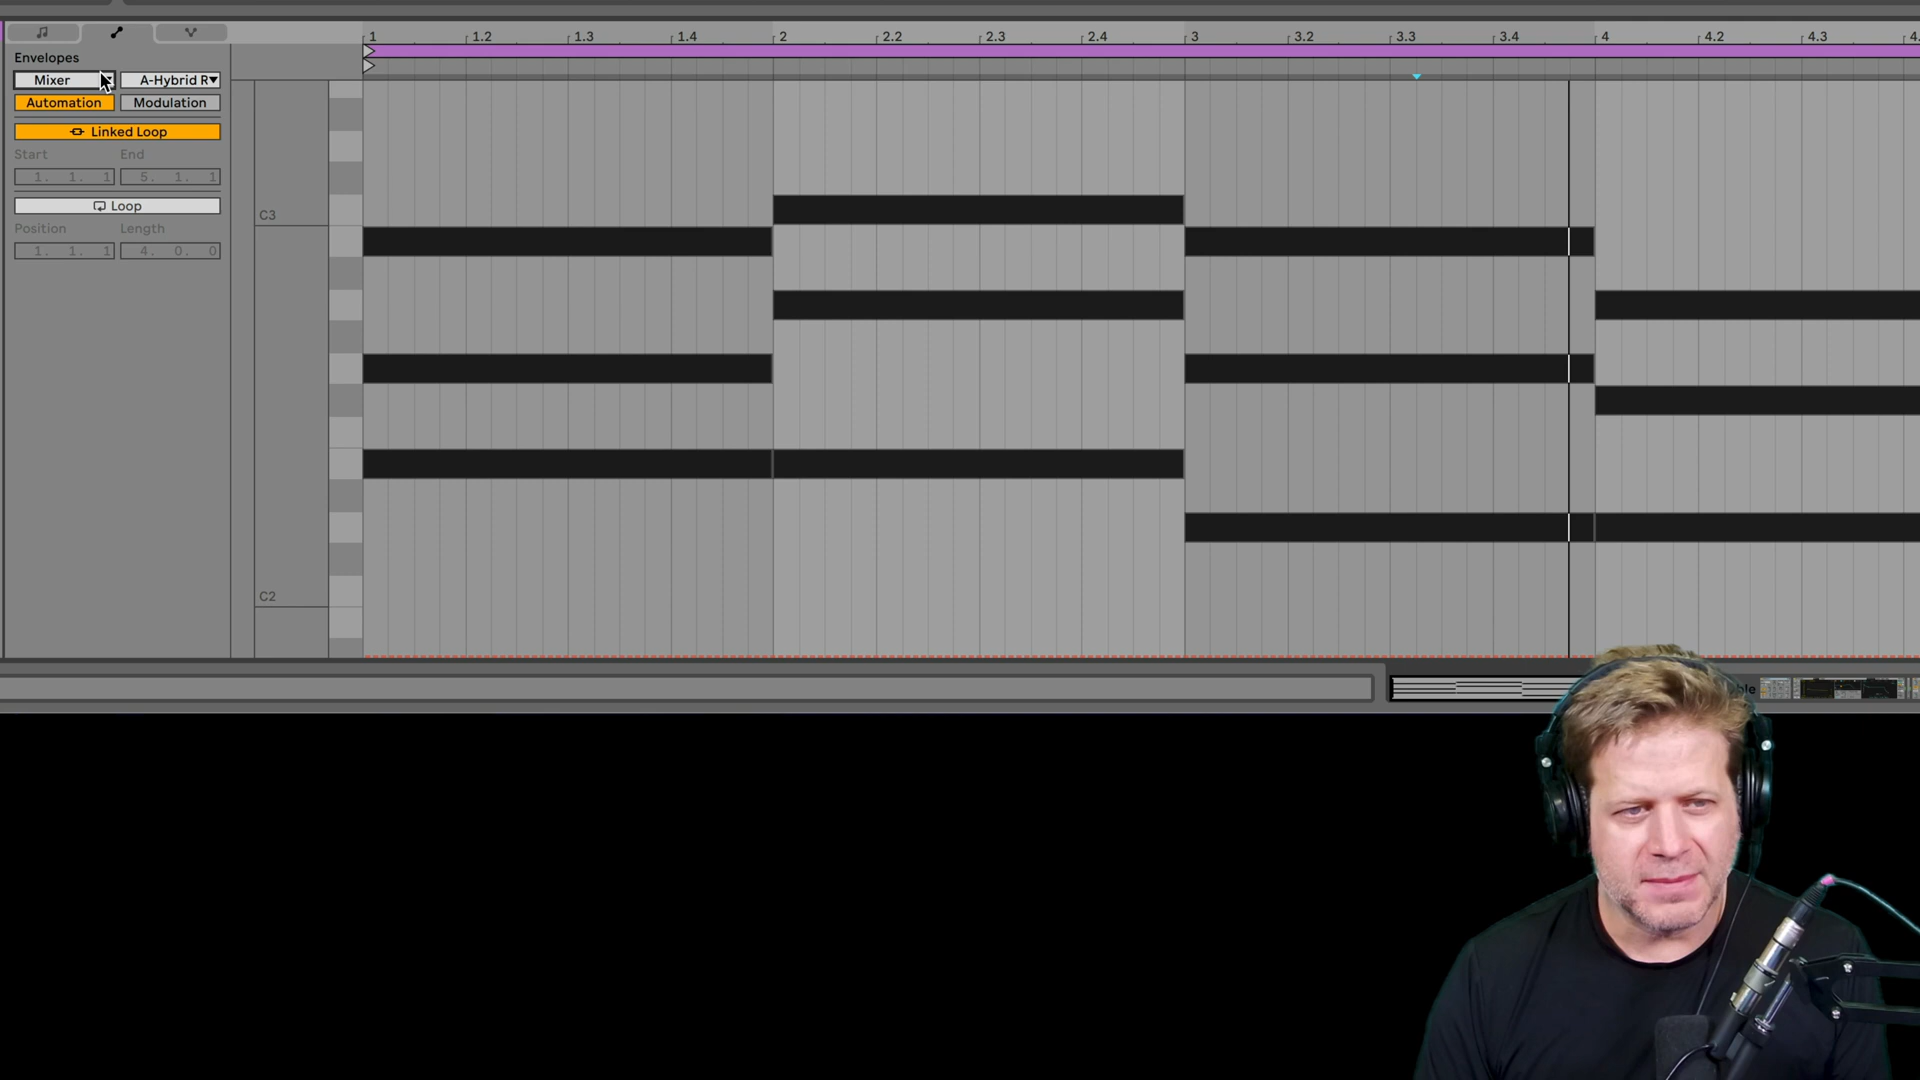 1 1.2 1.3 1.4 2 2.2 2.3 2.4 3 3.2 3.3 3.4 4 4.2 4.3 4.
Envelopes
Mixer A-Hybrid R
Automation Modulation
Linked Loop
Start End
1. 1. 1 5. 1. 1
Loop
Position Length
1. 1. 1 4. 0. 0
C3
C2